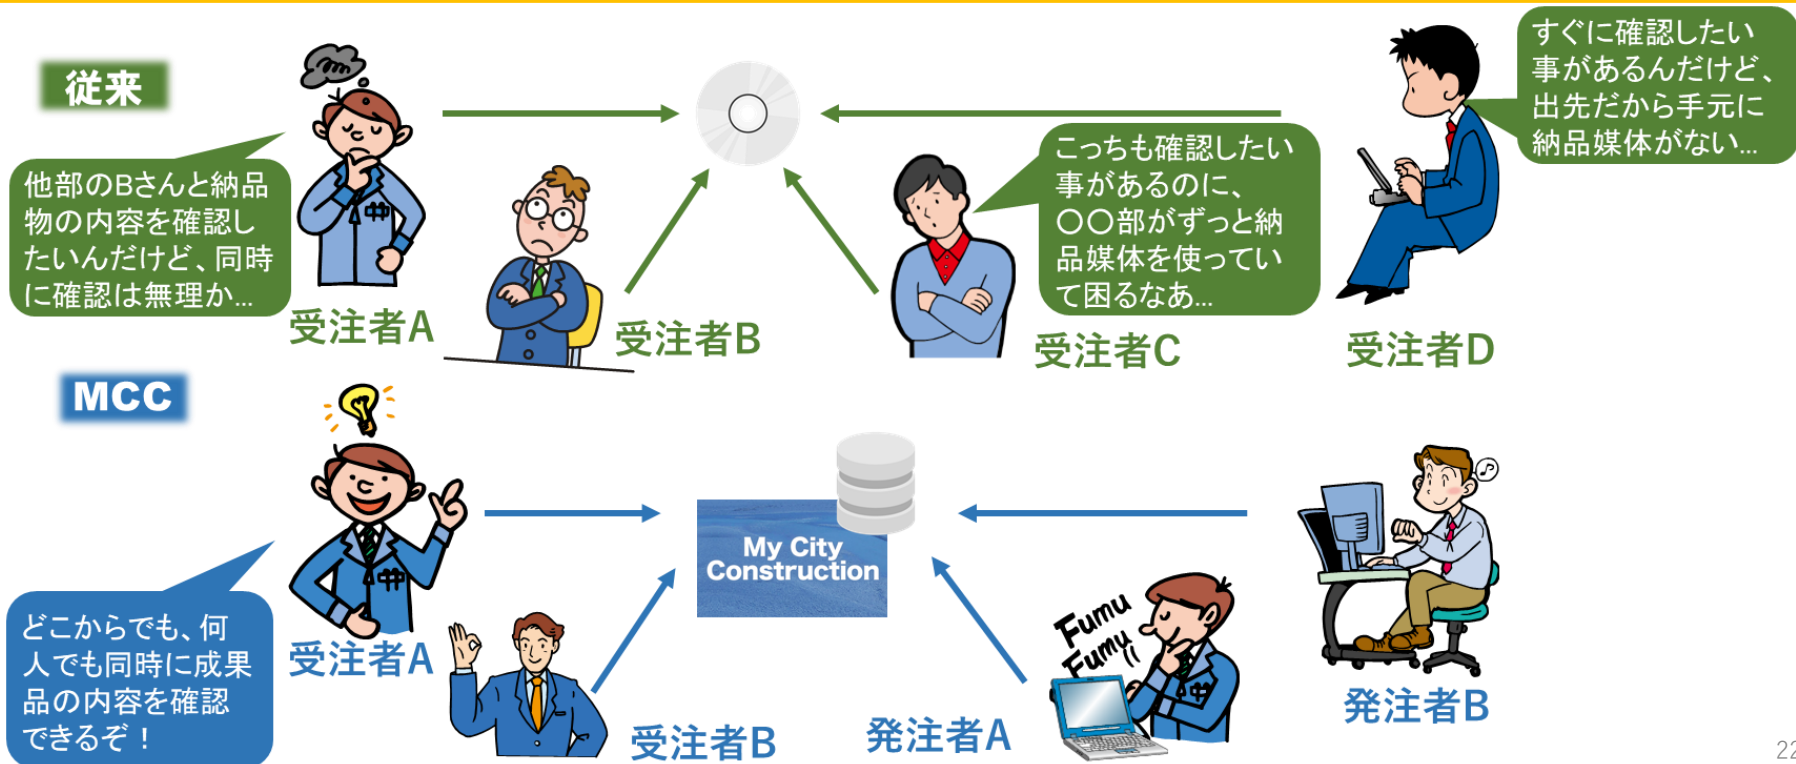 従来
すぐに確認したい
事があるんだけど、
出先だから手元に
納品媒体がない…
他部のBさんと納品
物の内容を確認し
たいんだけど、同時
に確認は無理か…
こっちも確認したい
事があるのに、
〇〇部がずっと納
品媒体を使ってい
て困るなあ…
受注者A
受注者B
受注者C
受注者D
MCC
My City
Construction
どこからでも、何
人でも同時に成果
品の内容を確認
できるぞ！
受注者A
受注者B
発注者A
Fumu
Fumu
発注者B
22